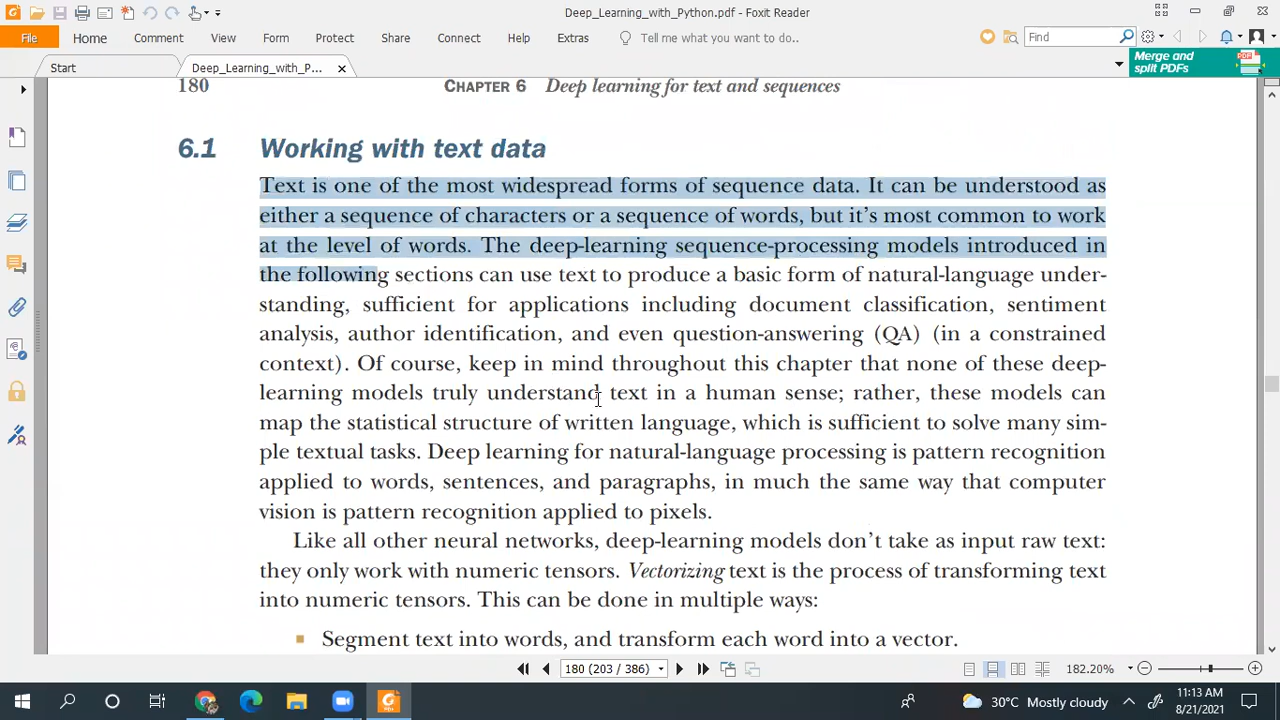 Deep_Learning_with_Python.pdf - Foxit Reader
File Home Comment View Form Protect Share Connect Help Extras Tell me what you want to do.. Find
Start Deep_Learning_with_P...
Merge and
split PDFs
180 CHAPTER 6 Deep learning for text and sequences
6.1 Working with text data
Text is one of the most widespread forms of sequence data. It can be understood as
either a sequence of characters or a sequence of words, but it's most common to work
at the level of words. The deep-learning sequence-processing models introduced in
the following sections can use text to produce a basic form of natural-language under-
standing, sufficient for applications including document classification, sentiment
analysis, author identification, and even question-answering (QA) (in a constrained
context). Of course, keep in mind throughout this chapter that none of these deep-
learning models truly understand text in a human sense; rather, these models can
map the statistical structure of written language, which is sufficient to solve many sim-
ple textual tasks. Deep learning for natural-language processing is pattern recognition
applied to words, sentences, and paragraphs, in much the same way that computer
vision is pattern recognition applied to pixels.
Like all other neural networks, deep-learning models don't take as input raw text:
they only work with numeric tensors. Vectorizing text is the process of transforming text
into numeric tensors. This can be done in multiple ways:
■ Segment text into words, and transform each word into a vector.
180 (203 / 386) 182.20%
30°C Mostly cloudy
11:13 AM
8/21/2021